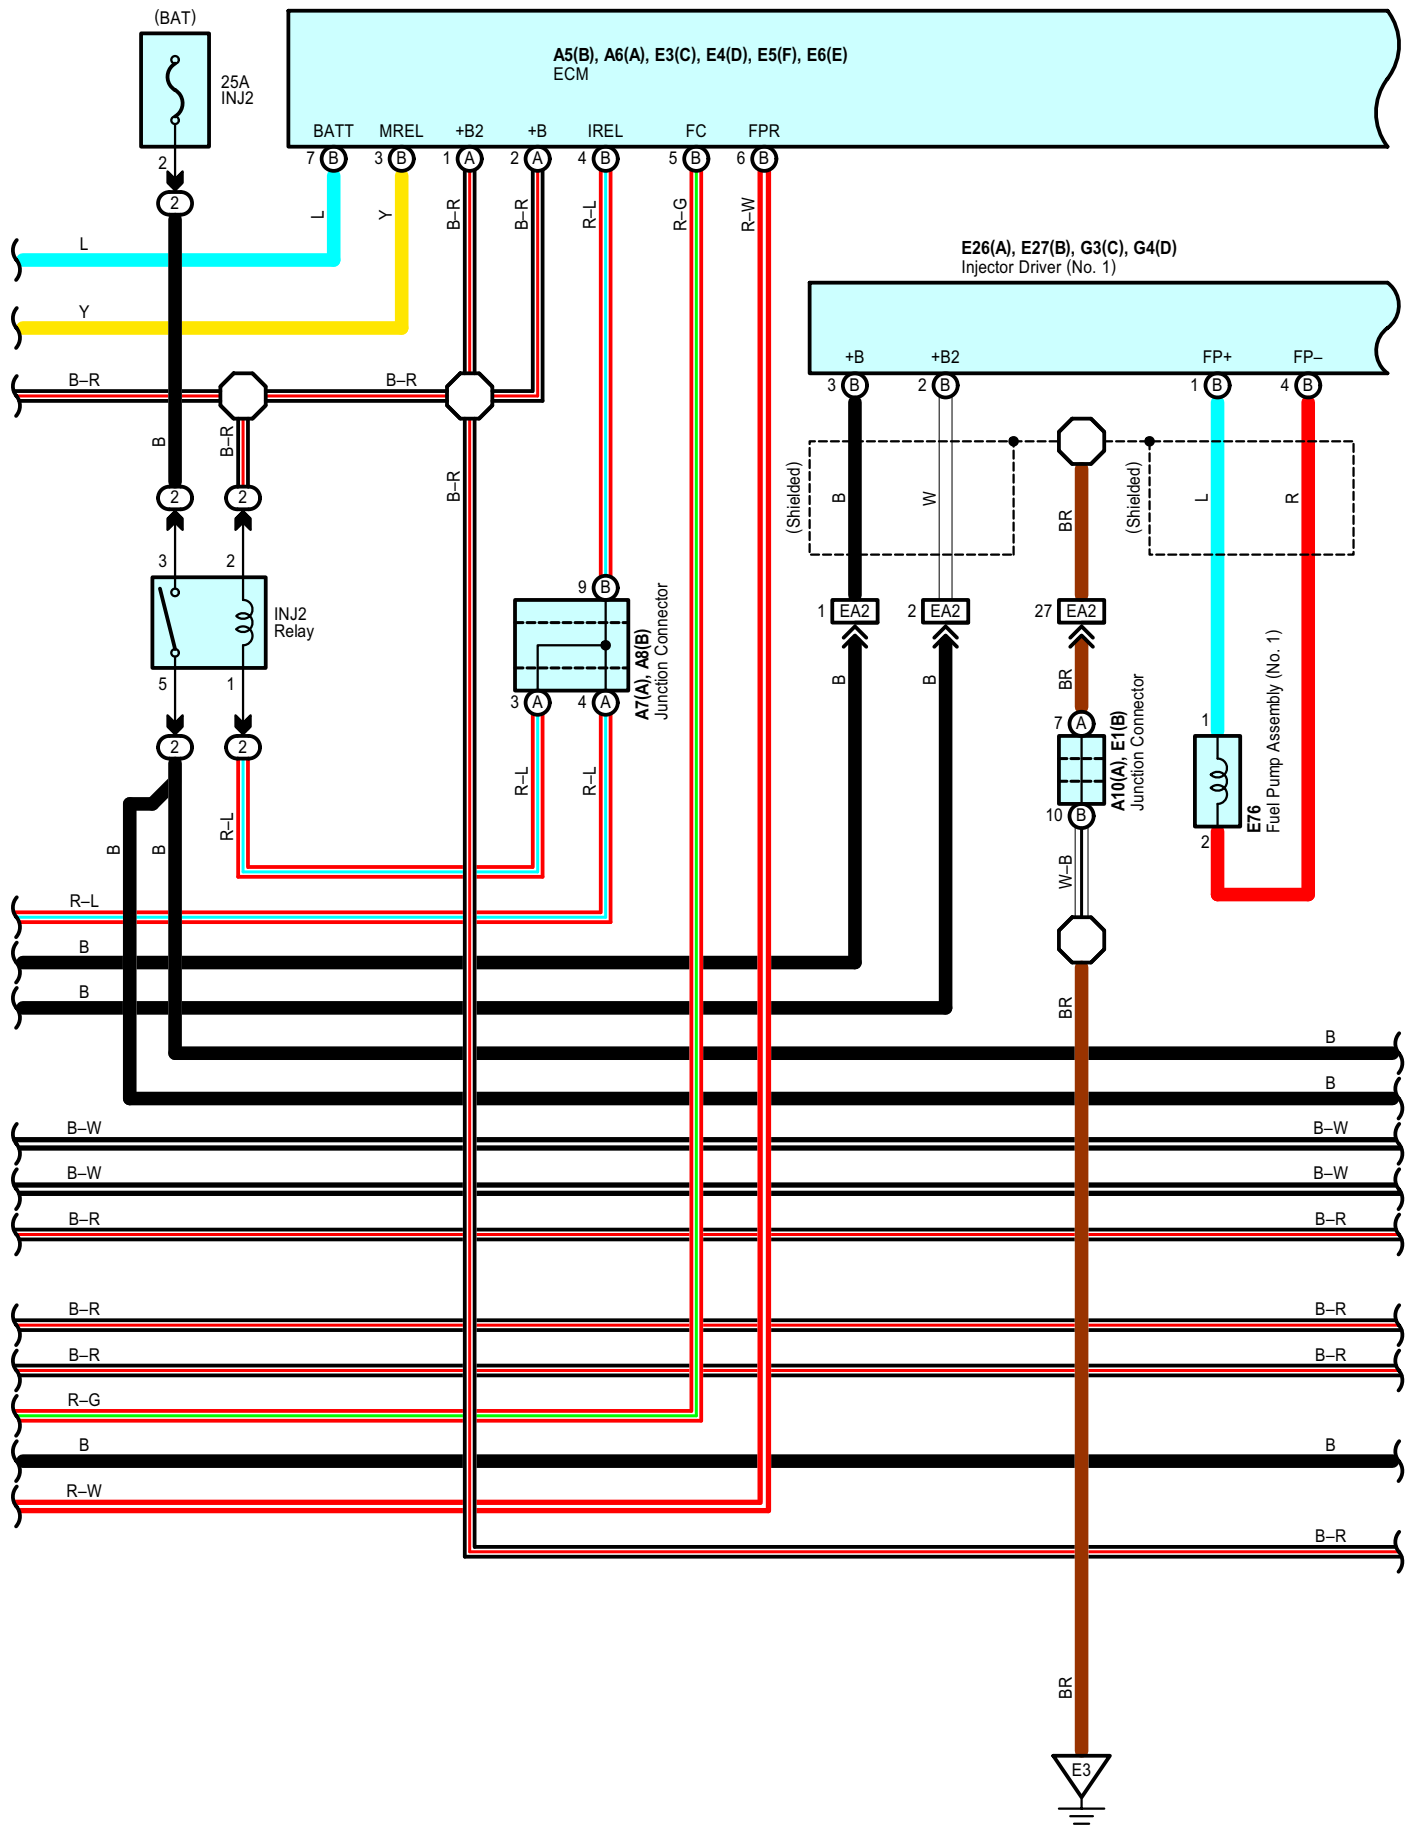 (BAT)
25A
INJ2
2
2
A5(B), A6(A), E3(C), E4(D), E5(F), E6(E)
ECM
BATT MREL +B2 +B IREL FC FPR
7 B 3 B 1 A 2 A 4 B 5 B 6 B
L Y B–R B–R R–L R–G R–W
L
Y
B–R B–R
E26(A), E27(B), G3(C), G4(D)
Injector Driver (No. 1)
+B +B2 FP+ FP–
3 B 2 B 1 B 4 B
B B–R B–R
(Shielded) B W BR (Shielded) L R
2 2
3 2
INJ2
Relay
5 1
2 2
9 B
A7(A), A8(B)
Junction Connector
3 A 4 A
1 EA2 2 EA2 27 EA2
B B BR
7 A
A10(A), E1(B)
Junction Connector
10 B
1
E76
Fuel Pump Assembly (No. 1)
2
R–L R–L
B B R–L
W–B
R–L
B
B
BR
B
B
B–W B–W
B–W B–W
B–R B–R
B–R B–R
B–R B–R
R–G
B B
R–W
B–R
BR
E3